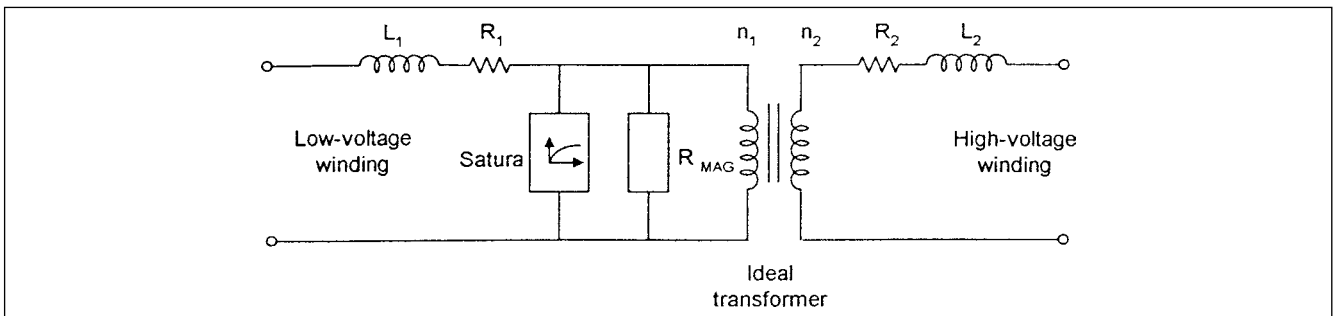 L1 R1 n1 n2 R2 L2
Low-voltage
winding
Satura
R MAG
High-voltage
winding
Ideal
transformer